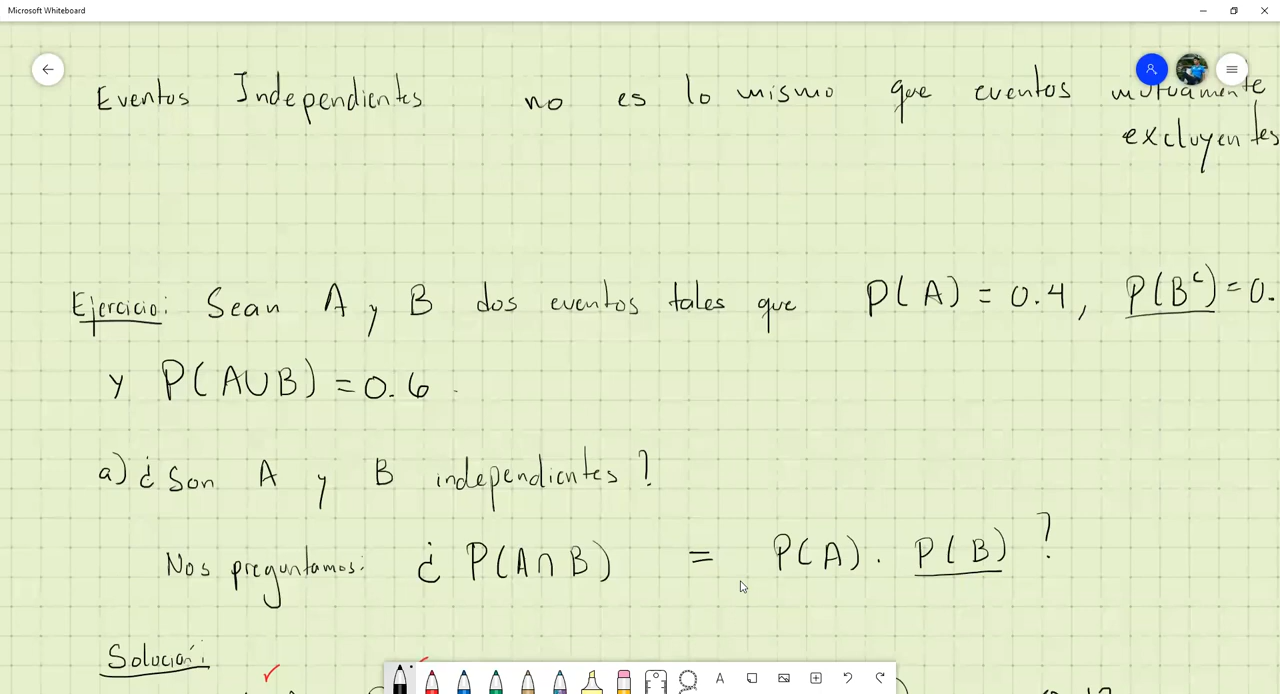 Microsoft Whiteboard
Eventos Independientes no es lo mismo que eventos mutuamente
excluyentes
Ejercicio: Sean A y B dos eventos tales que P(A) = 0.4, P(Bᶜ) = 0.
y P(A∪B) = 0.6
a) ¿Son A y B independientes?
Nos preguntamos: ¿ P(A∩B) = P(A) . P(B) ?
Solución: